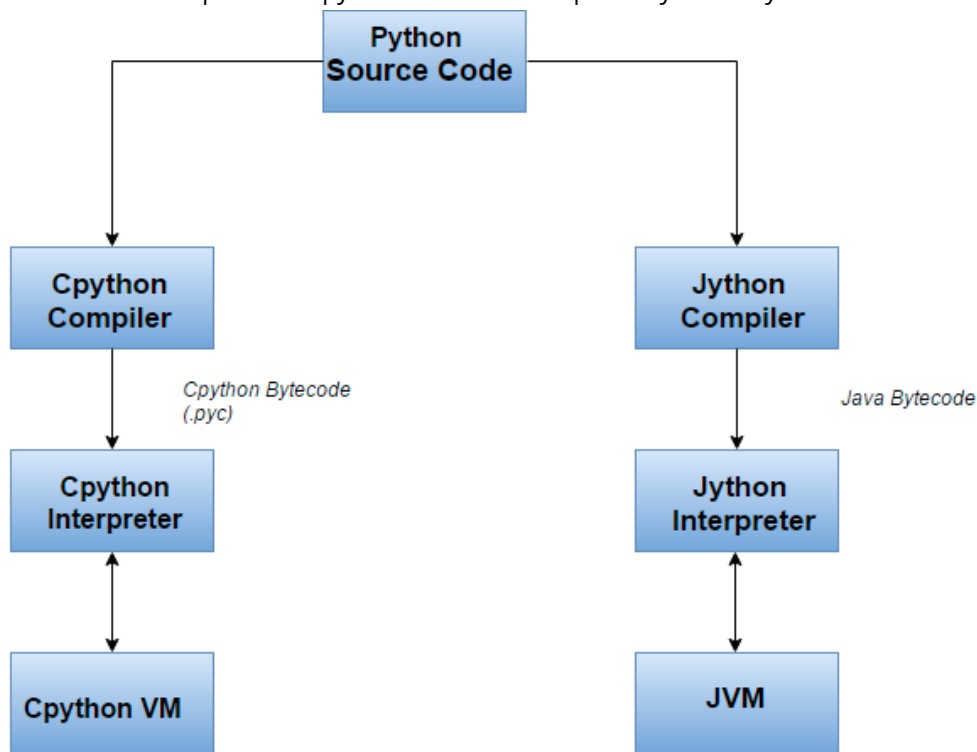 Python
Source Code
Cpython
Compiler
Jython
Compiler
Cpython Bytecode
(.pyc)
Java Bytecode
Cpython
Interpreter
Jython
Interpreter
Cpython VM
JVM